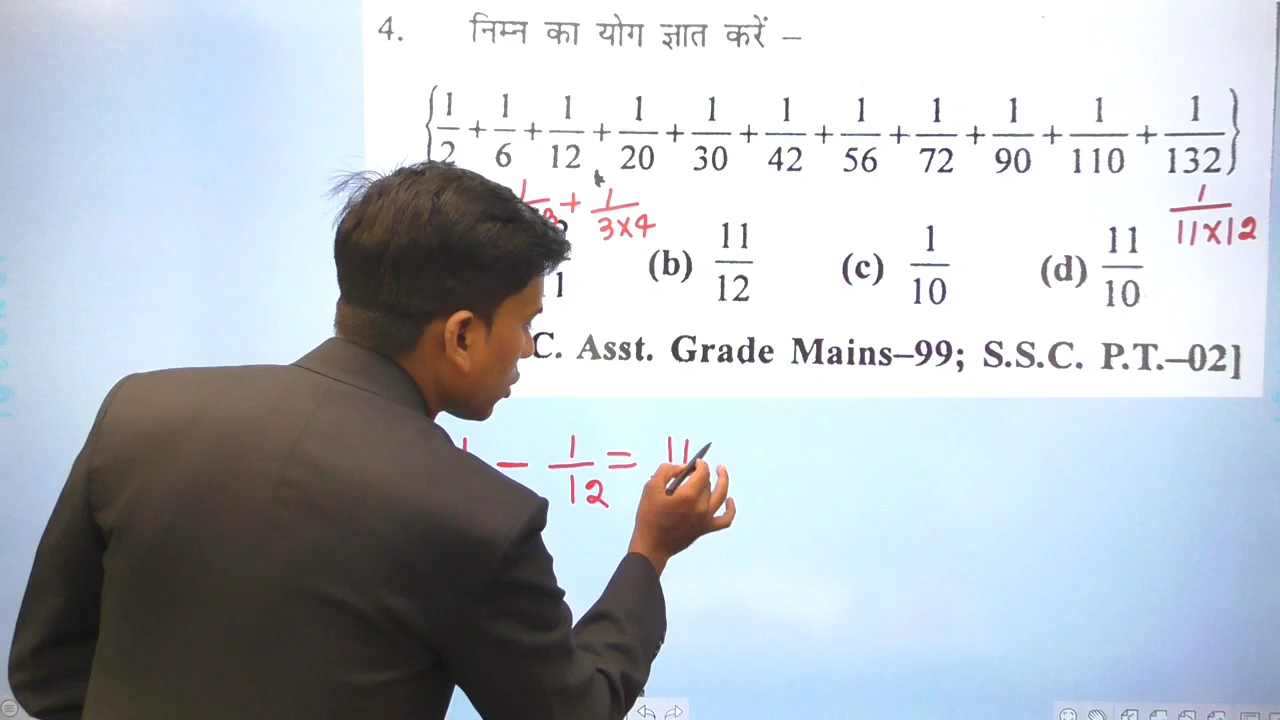 4. निम्न का योग ज्ञात करें –
{1/2 + 1/6 + 1/12 + 1/20 + 1/30 + 1/42 + 1/56 + 1/72 + 1/90 + 1/110 + 1/132}
+ 1/3×4 1/11×12
(b) 11/12 (c) 1/10 (d) 11/10
C. Asst. Grade Mains–99; S.S.C. P.T.–02]
– 1/12 = 11